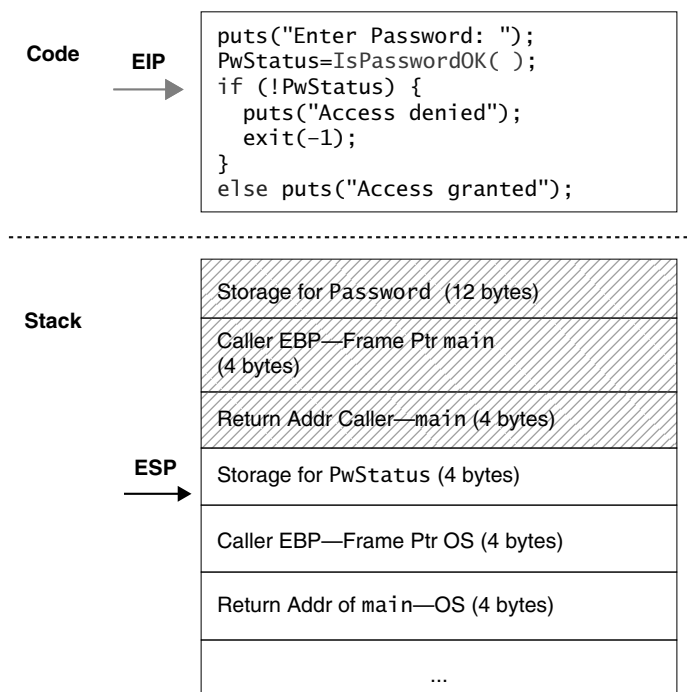 Code
EIP
puts("Enter Password: ");
PwStatus=IsPasswordOK( );
if (!PwStatus) {
puts("Access denied");
exit(–1);
}
else puts("Access granted");
Stack
Storage for Password (12 bytes)
Caller EBP—Frame Ptr main
(4 bytes)
Return Addr Caller—main (4 bytes)
ESP
Storage for PwStatus (4 bytes)
Caller EBP—Frame Ptr OS (4 bytes)
Return Addr of main—OS (4 bytes)
...